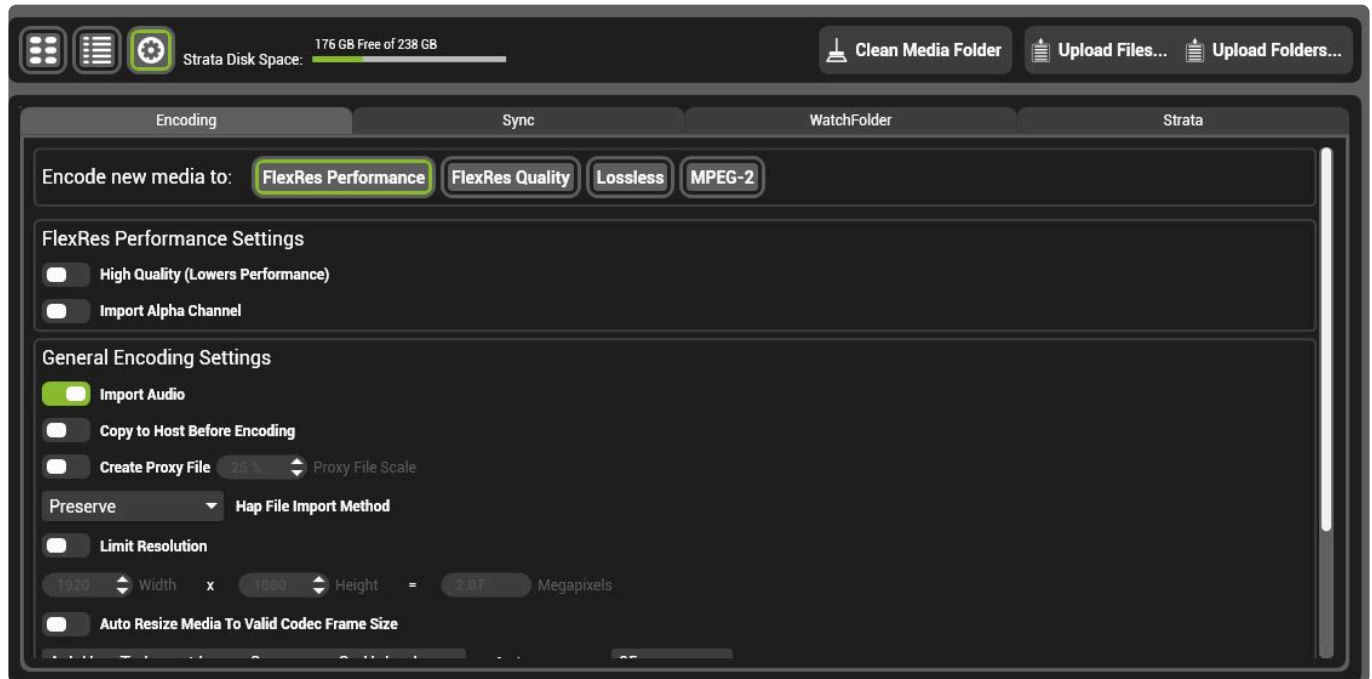 176 GB Free of 238 GB
Strata Disk Space:
Clean Media Folder
Upload Files...
Upload Folders...
Encoding
Sync
WatchFolder
Strata
Encode new media to:
FlexRes Performance
FlexRes Quality
Lossless
MPEG-2
FlexRes Performance Settings
High Quality (Lowers Performance)
Import Alpha Channel
General Encoding Settings
Import Audio
Copy to Host Before Encoding
Create Proxy File 25 % Proxy File Scale
Preserve Hap File Import Method
Limit Resolution
1920 Width x 1080 Height = 2.07 Megapixels
Auto Resize Media To Valid Codec Frame Size